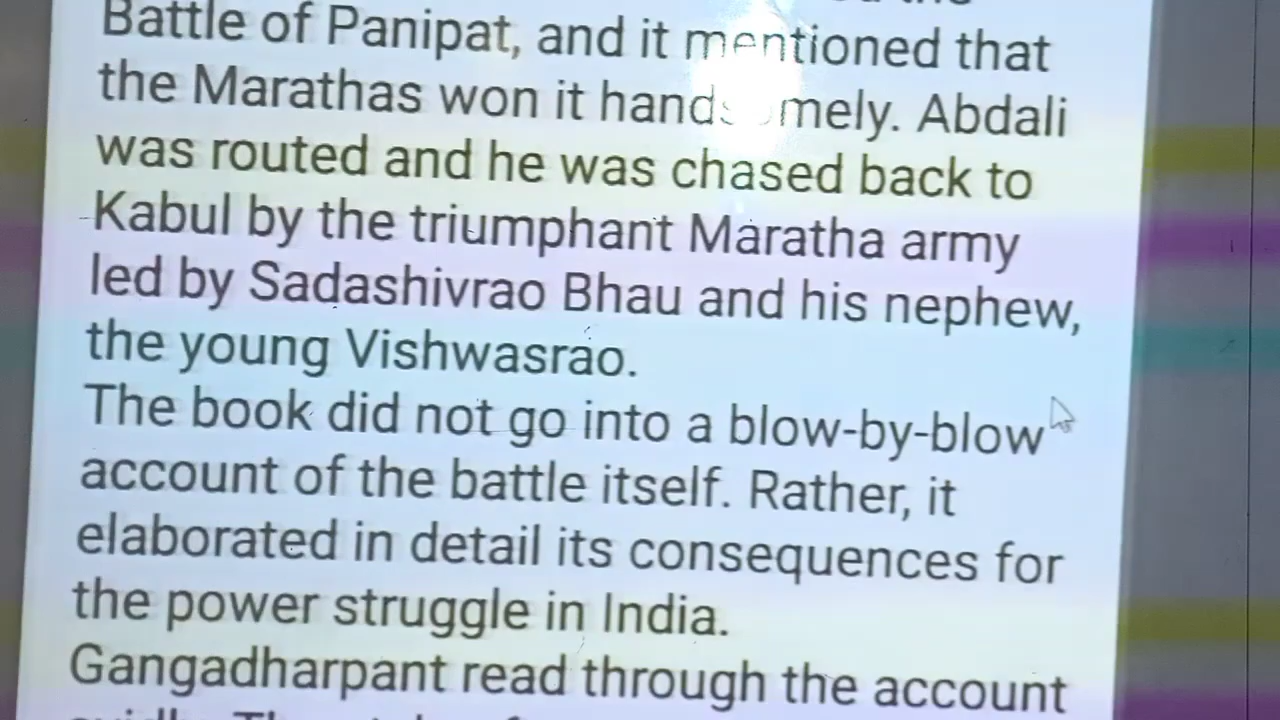 Battle of Panipat, and it mentioned that
the Marathas won it handsomely. Abdali
was routed and he was chased back to
Kabul by the triumphant Maratha army
led by Sadashivrao Bhau and his nephew,
the young Vishwasrao.
The book did not go into a blow-by-blow
account of the battle itself. Rather, it
elaborated in detail its consequences for
the power struggle in India.
Gangadharpant read through the account